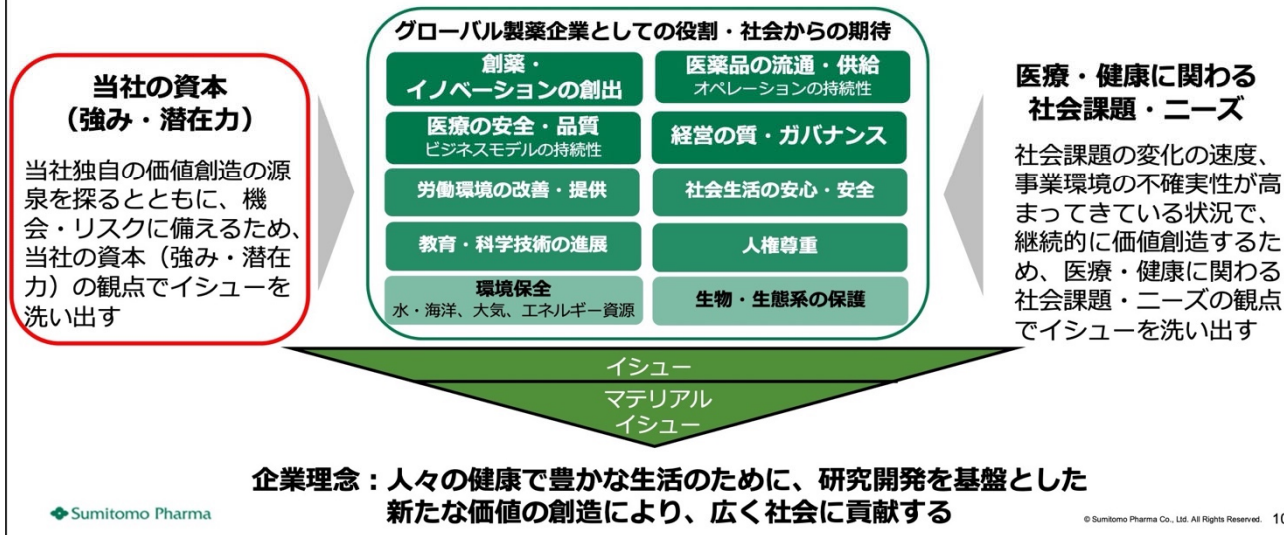 グローバル製薬企業としての役割・社会からの期待
当社の資本
(強み・潜在力)
当社独自の価値創造の源
泉を探るとともに、機
会・リスクに備えるため、
当社の資本(強み・潜在
力)の観点でイシューを
洗い出す
創薬・
イノベーションの創出
医薬品の流通・供給
オペレーションの持続性
医療の安全・品質
ビジネスモデルの持続性
経営の質・ガバナンス
労働環境の改善・提供
社会生活の安心・安全
教育・科学技術の進展
人権尊重
環境保全
水・海洋、大気、エネルギー資源
生物・生態系の保護
医療・健康に関わる
社会課題・ニーズ
社会課題の変化の速度、
事業環境の不確実性が高
まってきている状況で、
継続的に価値創造するた
め、医療・健康に関わる
社会課題・ニーズの観点
でイシューを洗い出す
イシュー
マテリアル
イシュー
企業理念:人々の健康で豊かな生活のために、研究開発を基盤とした
新たな価値の創造により、広く社会に貢献する
Sumitomo Pharma
© Sumitomo Pharma Co., Ltd. All Rights Reserved. 10